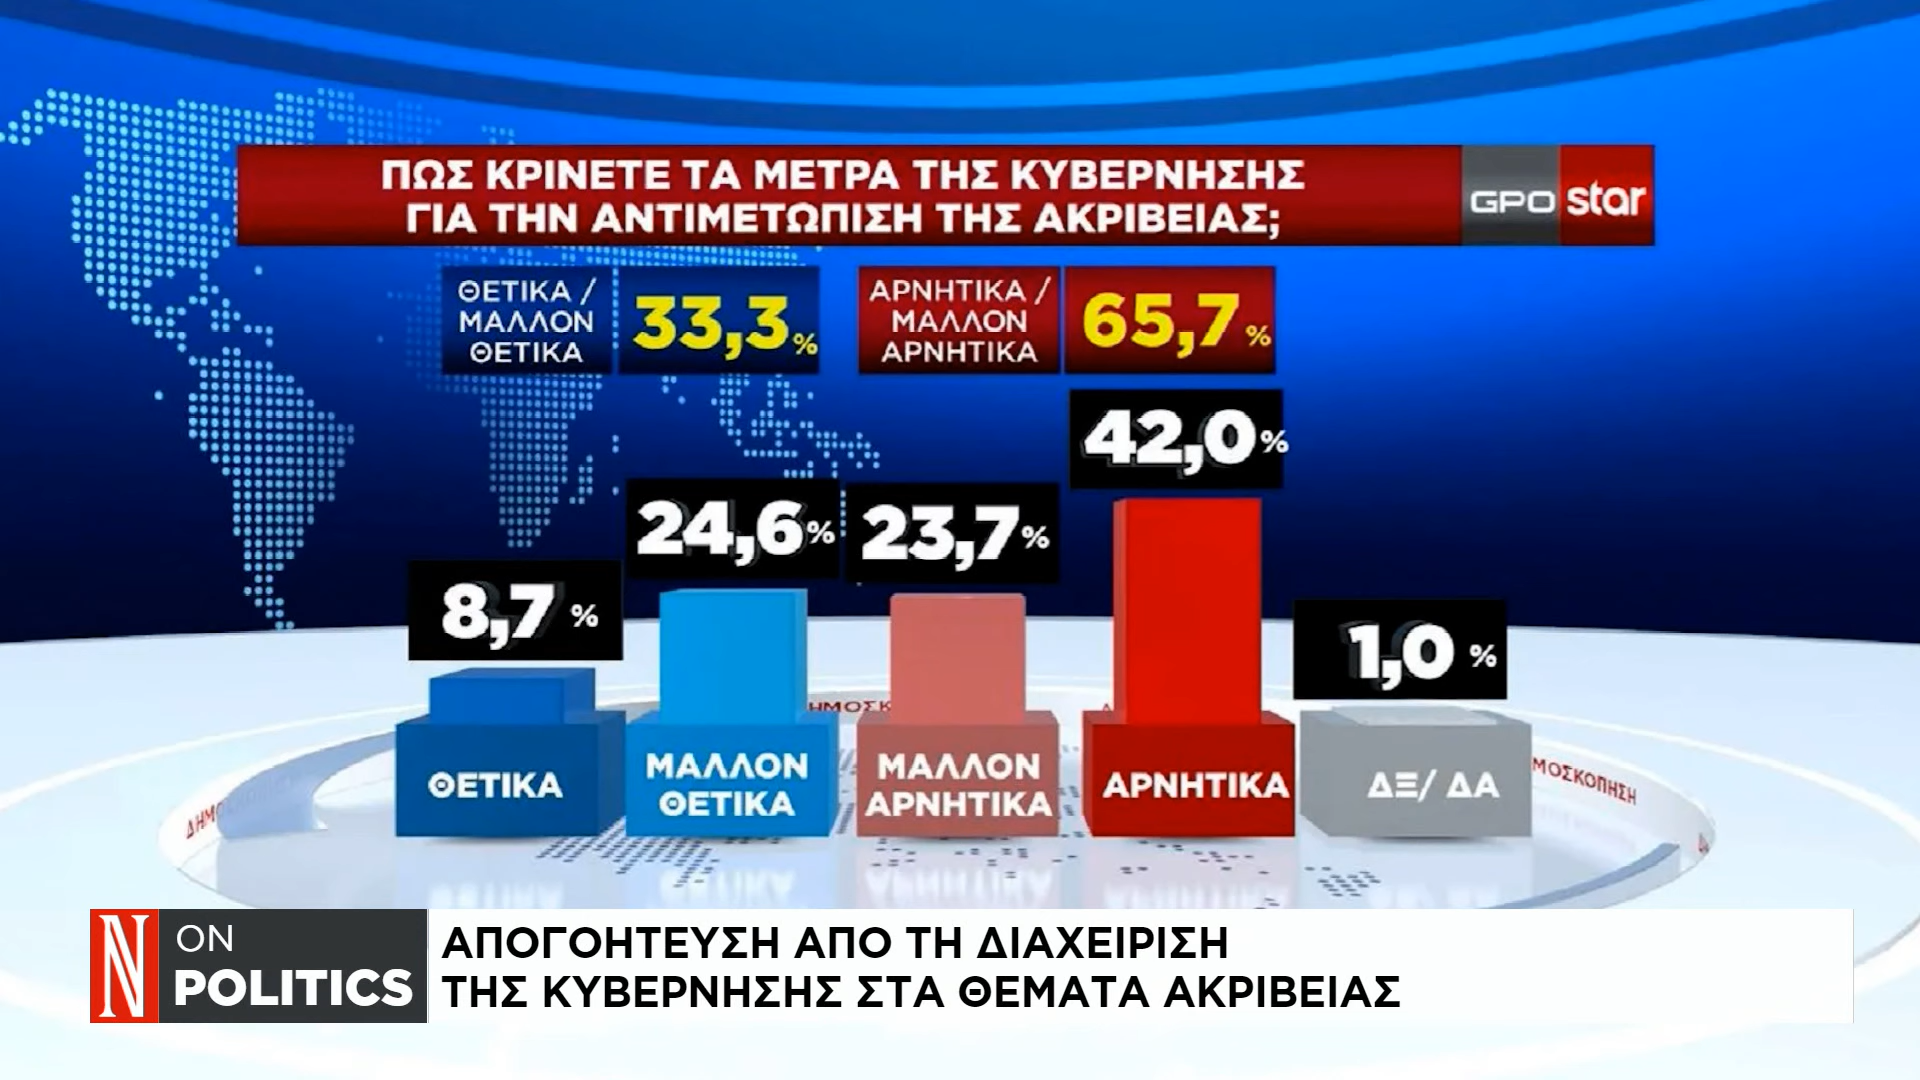 ΠΩΣ ΚΡΙΝΕΤΕ ΤΑ ΜΕΤΡΑ ΤΗΣ ΚΥΒΕΡΝΗΣΗΣ
ΓΙΑ ΤΗΝ ΑΝΤΙΜΕΤΩΠΙΣΗ ΤΗΣ ΑΚΡΙΒΕΙΑΣ;
GPO star
ΘΕΤΙΚΑ /
ΜΑΛΛΟΝ
ΘΕΤΙΚΑ
33,3%
ΑΡΝΗΤΙΚΑ /
ΜΑΛΛΟΝ
ΑΡΝΗΤΙΚΑ
65,7%
8,7%
24,6%
23,7%
42,0%
1,0%
ΘΕΤΙΚΑ
ΜΑΛΛΟΝ
ΘΕΤΙΚΑ
ΜΑΛΛΟΝ
ΑΡΝΗΤΙΚΑ
ΑΡΝΗΤΙΚΑ
ΔΞ/ ΔΑ
ΔΗΜΟΣΚΟΠΗΣΗ
ΗΜΟΣΚ
ΜΟΣΚΟΠΗΣΗ
N ON
POLITICS
ΑΠΟΓΟΗΤΕΥΣΗ ΑΠΟ ΤΗ ΔΙΑΧΕΙΡΙΣΗ
ΤΗΣ ΚΥΒΕΡΝΗΣΗΣ ΣΤΑ ΘΕΜΑΤΑ ΑΚΡΙΒΕΙΑΣ